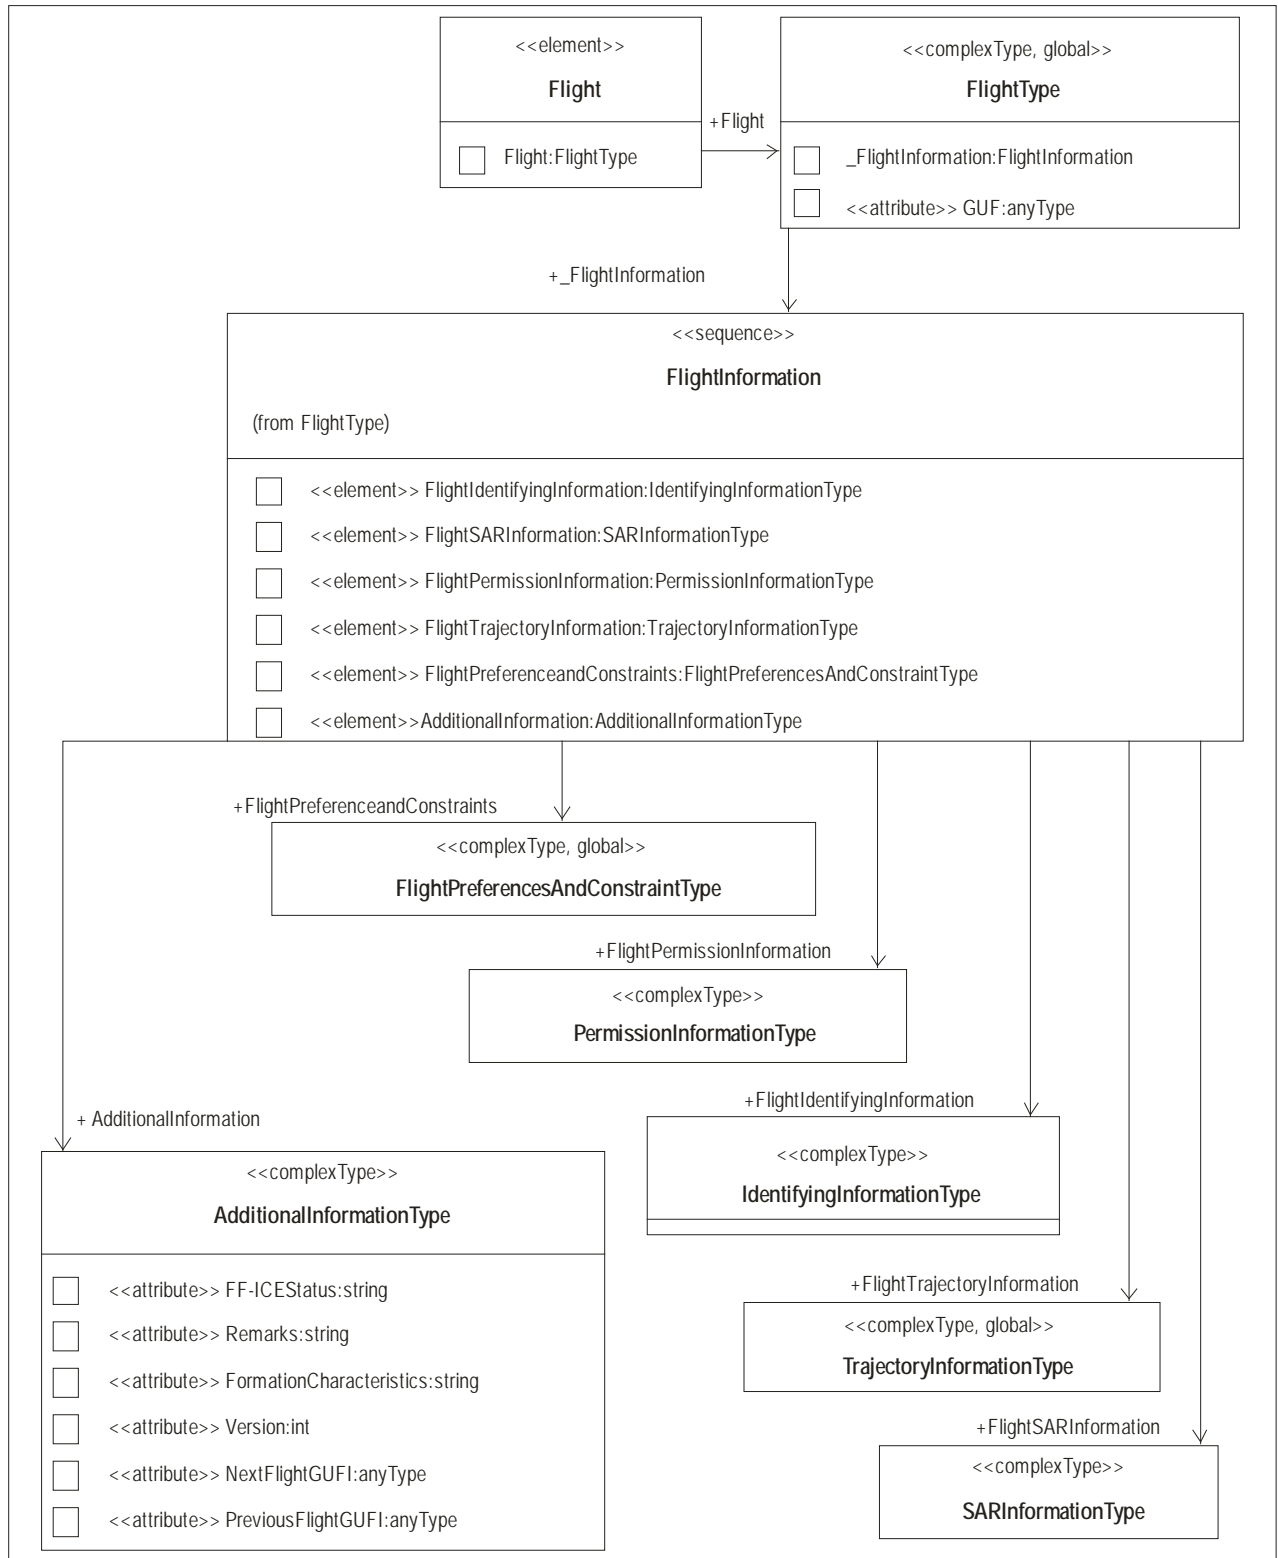 <<element>>
Flight
Flight:FlightType
+Flight
<<complexType, global>>
FlightType
_FlightInformation:FlightInformation
<<attribute>> GUF:anyType
+_FlightInformation
<<sequence>>
FlightInformation
(from FlightType)
<<element>> FlightIdentifyingInformation:IdentifyingInformationType
<<element>> FlightSARInformation:SARInformationType
<<element>> FlightPermissionInformation:PermissionInformationType
<<element>> FlightTrajectoryInformation:TrajectoryInformationType
<<element>> FlightPreferenceandConstraints:FlightPreferencesAndConstraintType
<<element>>AdditionalInformation:AdditionalInformationType
+FlightPreferenceandConstraints
<<complexType, global>>
FlightPreferencesAndConstraintType
+FlightPermissionInformation
<<complexType>>
PermissionInformationType
+FlightIdentifyingInformation
<<complexType>>
IdentifyingInformationType
+ AdditionalInformation
<<complexType>>
AdditionalInformationType
<<attribute>> FF-ICEStatus:string
<<attribute>> Remarks:string
<<attribute>> FormationCharacteristics:string
<<attribute>> Version:int
<<attribute>> NextFlightGUFI:anyType
<<attribute>> PreviousFlightGUFI:anyType
+FlightTrajectoryInformation
<<complexType, global>>
TrajectoryInformationType
+FlightSARInformation
<<complexType>>
SARInformationType